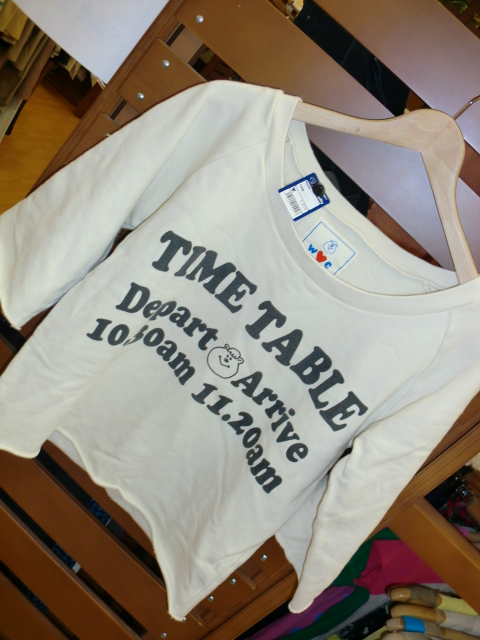 TIME TABLE
Depart Arrive
10.50am 11.20am
W♥C